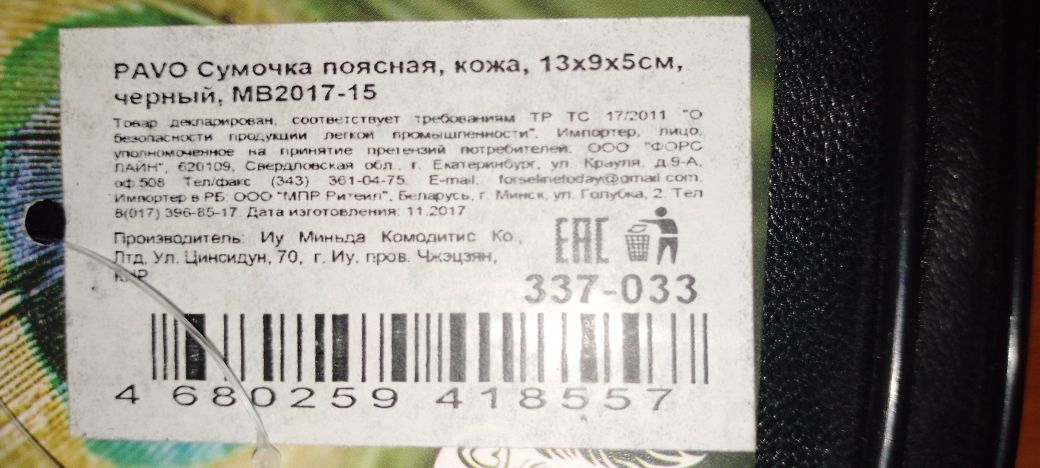 PAVO Сумочка поясная, кожа, 13х9х5см,
черный, MB2017-15
Товар декларирован, соответствует требованиям ТР ТС 17/2011 "О
безопасности продукции легкой промышленности". Импортер, лицо,
уполномоченное на принятие претензий потребителей: ООО "ФОРС
ЛАЙН", 620109, Свердловская обл., г. Екатеринбург, ул. Крауля, д.9-А,
оф.508 Тел/факс (343) 361-04-75. E-mail: forselinetoday@gmail.com.
Импортер в РБ: ООО "МПР Ритейл", Беларусь, г. Минск, ул. Голубка, 2. Тел
8(017) 396-85-17. Дата изготовления: 11.2017
Производитель: Иу Миньда Комодитис Ко.,
Лтд. Ул. Цинсидун, 70, г. Иу, пров. Чжэцзян,
КНР
EAC
337-033
4 680259 418557